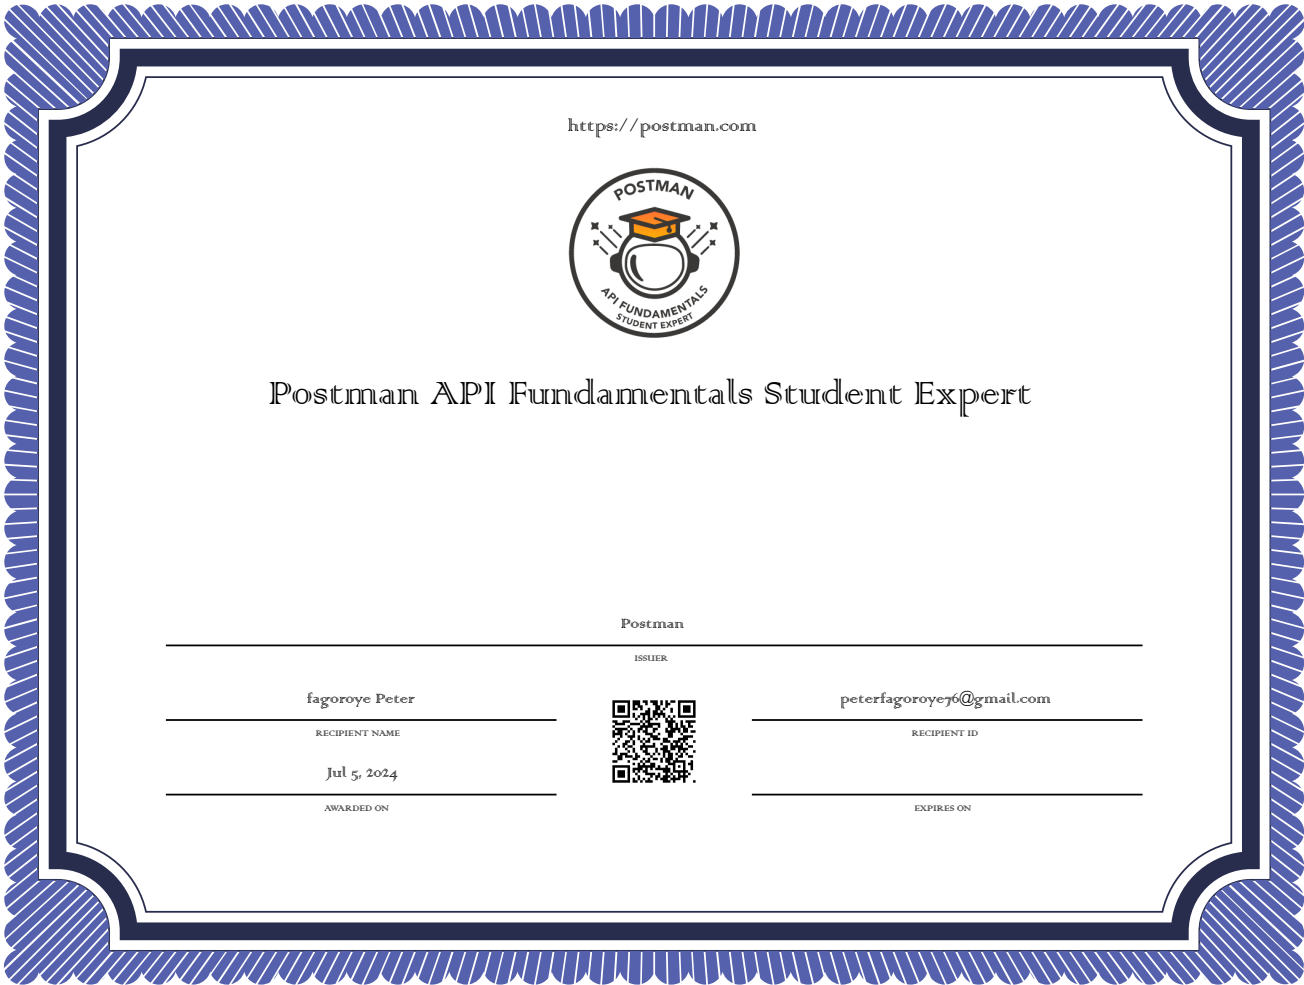 https://postman.com
POSTMAN
API FUNDAMENTALS
STUDENT EXPERT
Postman API Fundamentals Student Expert
Postman
ISSUER
fagoroye Peter
peterfagoroye76@gmail.com
RECIPIENT NAME
RECIPIENT ID
Jul 5, 2024
AWARDED ON
EXPIRES ON